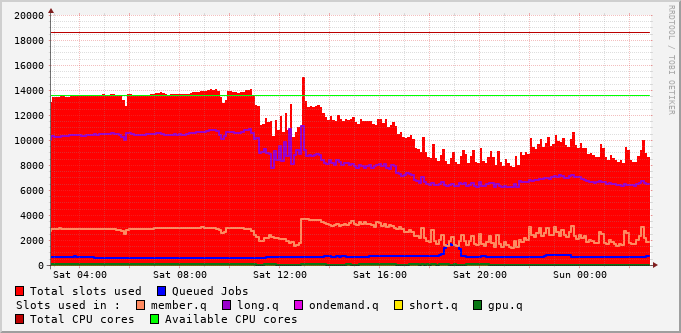 20000
18000
16000
14000
12000
10000
8000
6000
4000
2000
0
Sat 04:00 Sat 08:00 Sat 12:00 Sat 16:00 Sat 20:00 Sun 00:00
RRDTOOL / TOBI OETIKER
Total slots used Queued Jobs
Slots used in : member.q long.q ondemand.q short.q gpu.q
Total CPU cores Available CPU cores